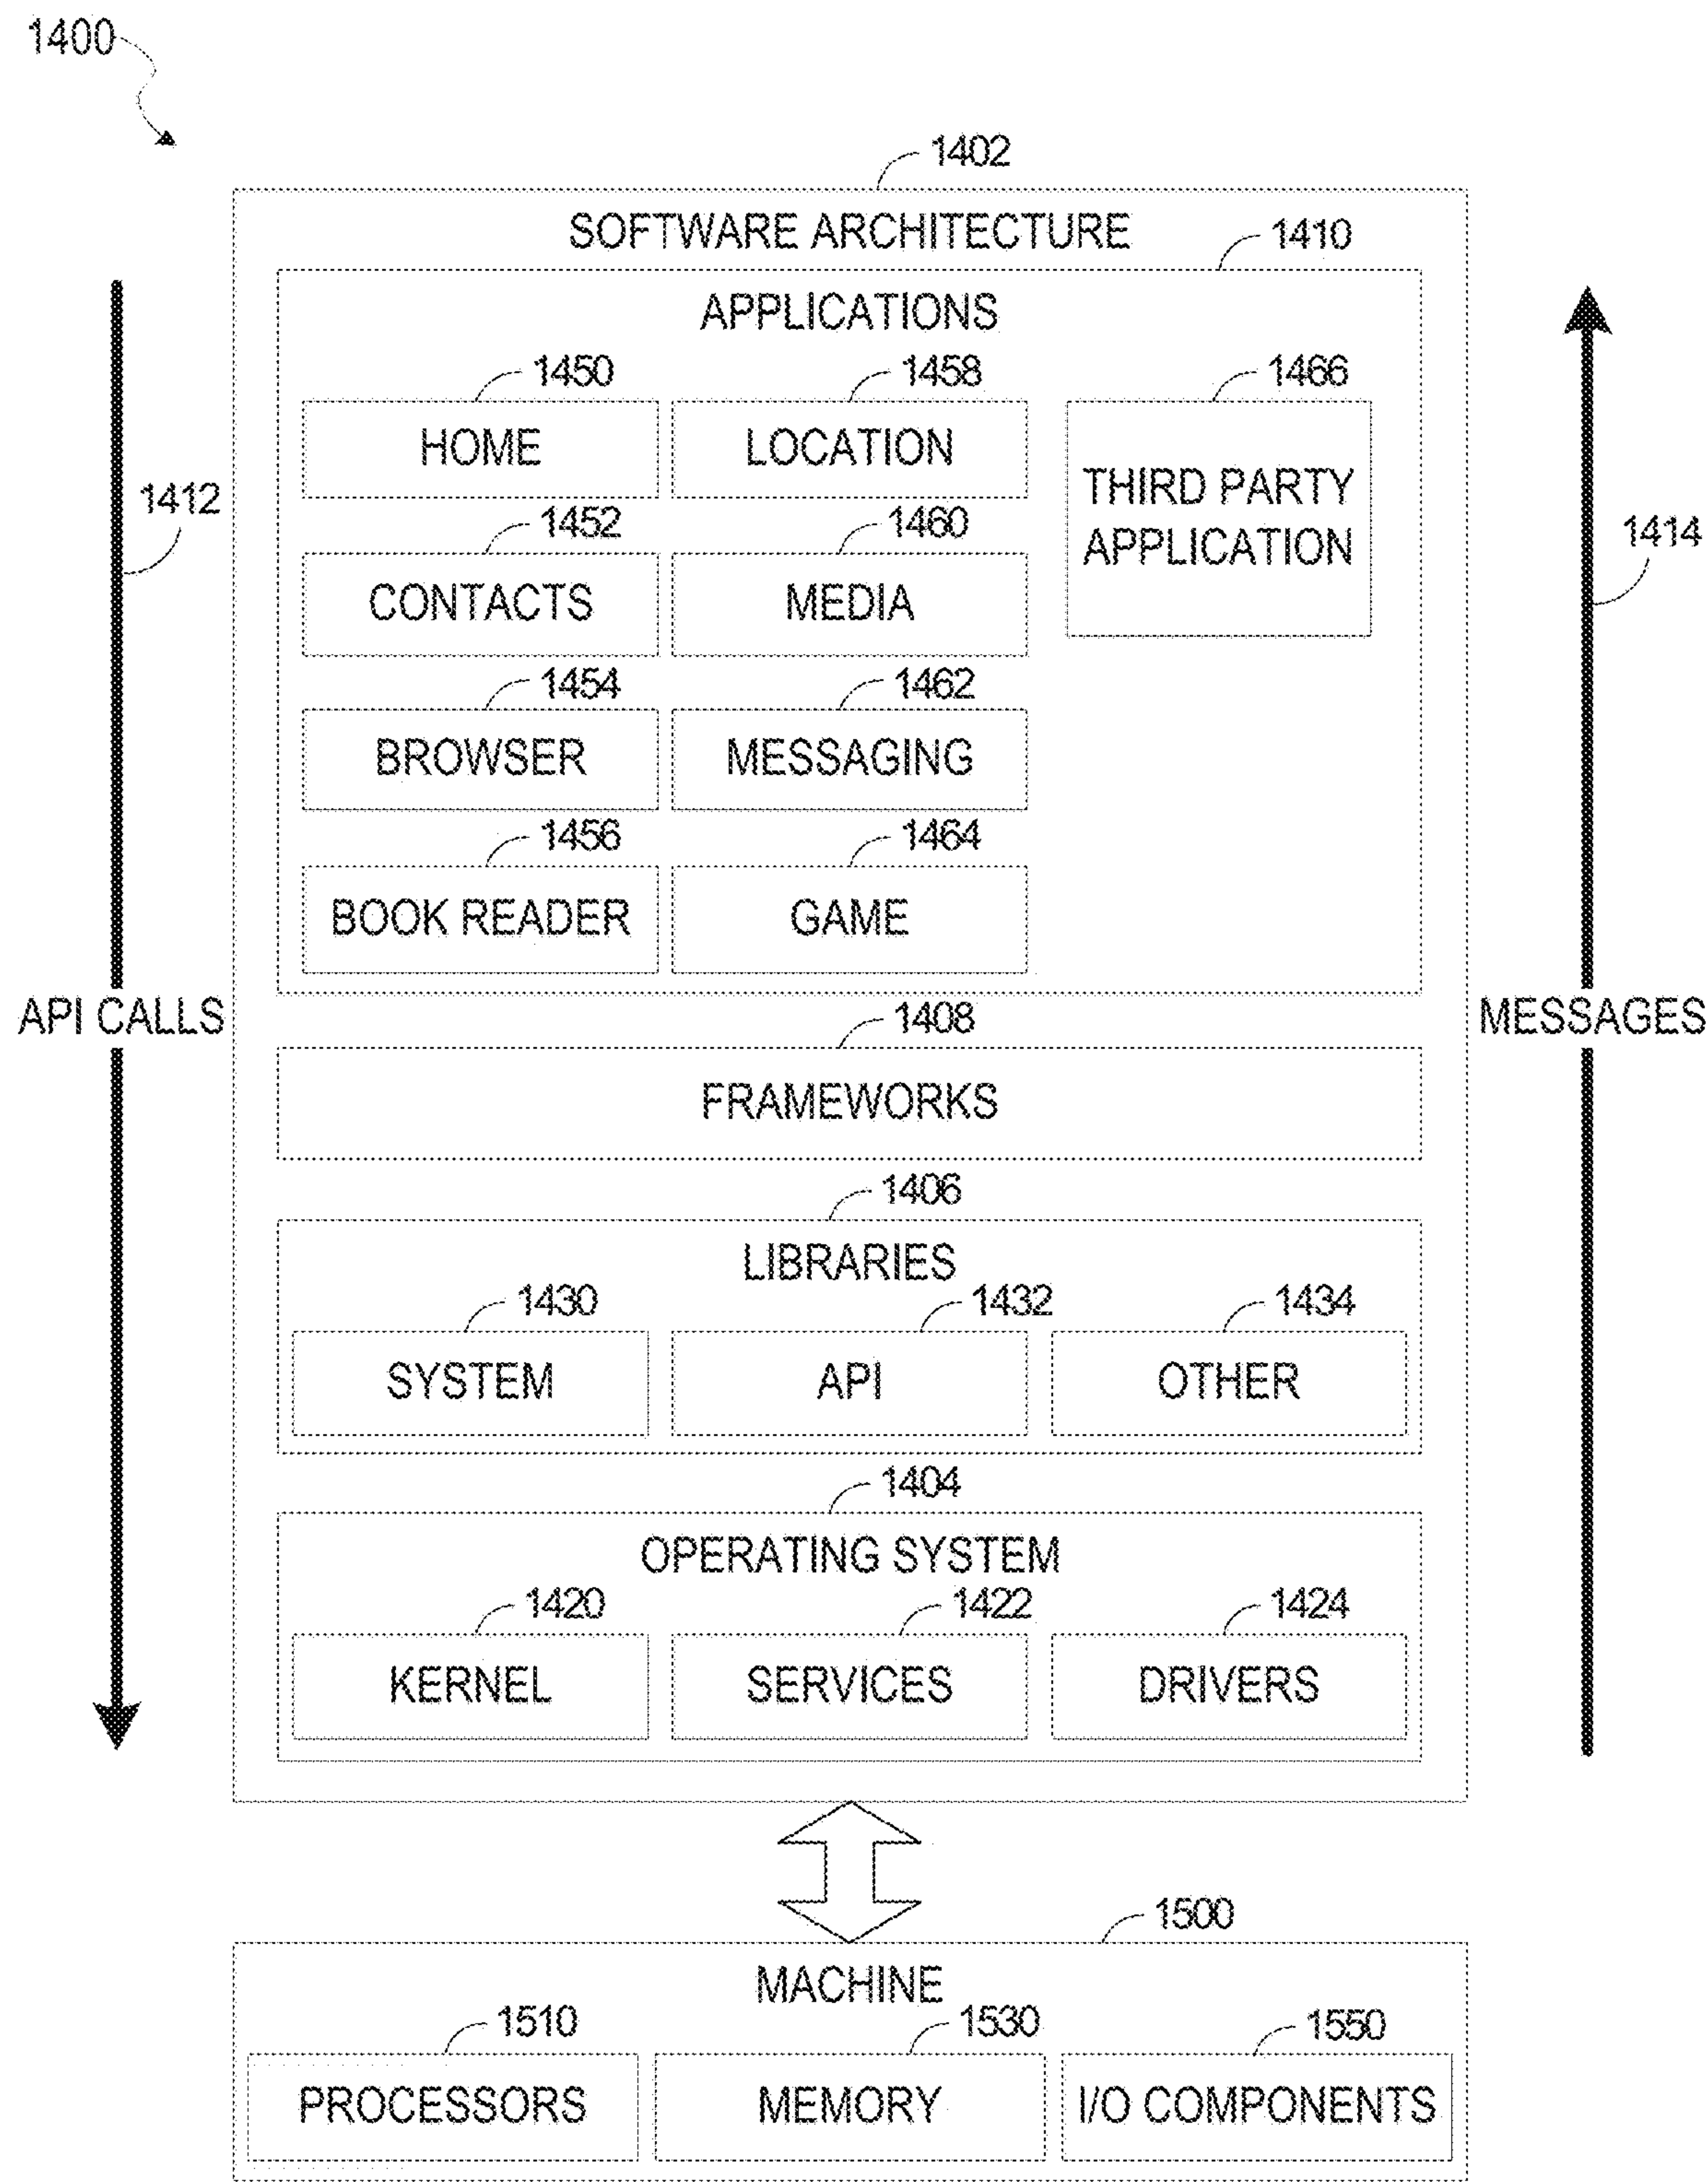 1400
1402
SOFTWARE ARCHITECTURE
1410
APPLICATIONS
1450
1458
1466
HOME
LOCATION
THIRD PARTY
APPLICATION
1412
1414
1452
1460
CONTACTS
MEDIA
1454
1462
BROWSER
MESSAGING
1456
1464
BOOK READER
GAME
API CALLS
MESSAGES
1408
FRAMEWORKS
1406
LIBRARIES
1430
1432
1434
SYSTEM
API
OTHER
1404
OPERATING SYSTEM
1420
1422
1424
KERNEL
SERVICES
DRIVERS
1500
MACHINE
1510
1530
1550
PROCESSORS
MEMORY
I/O COMPONENTS